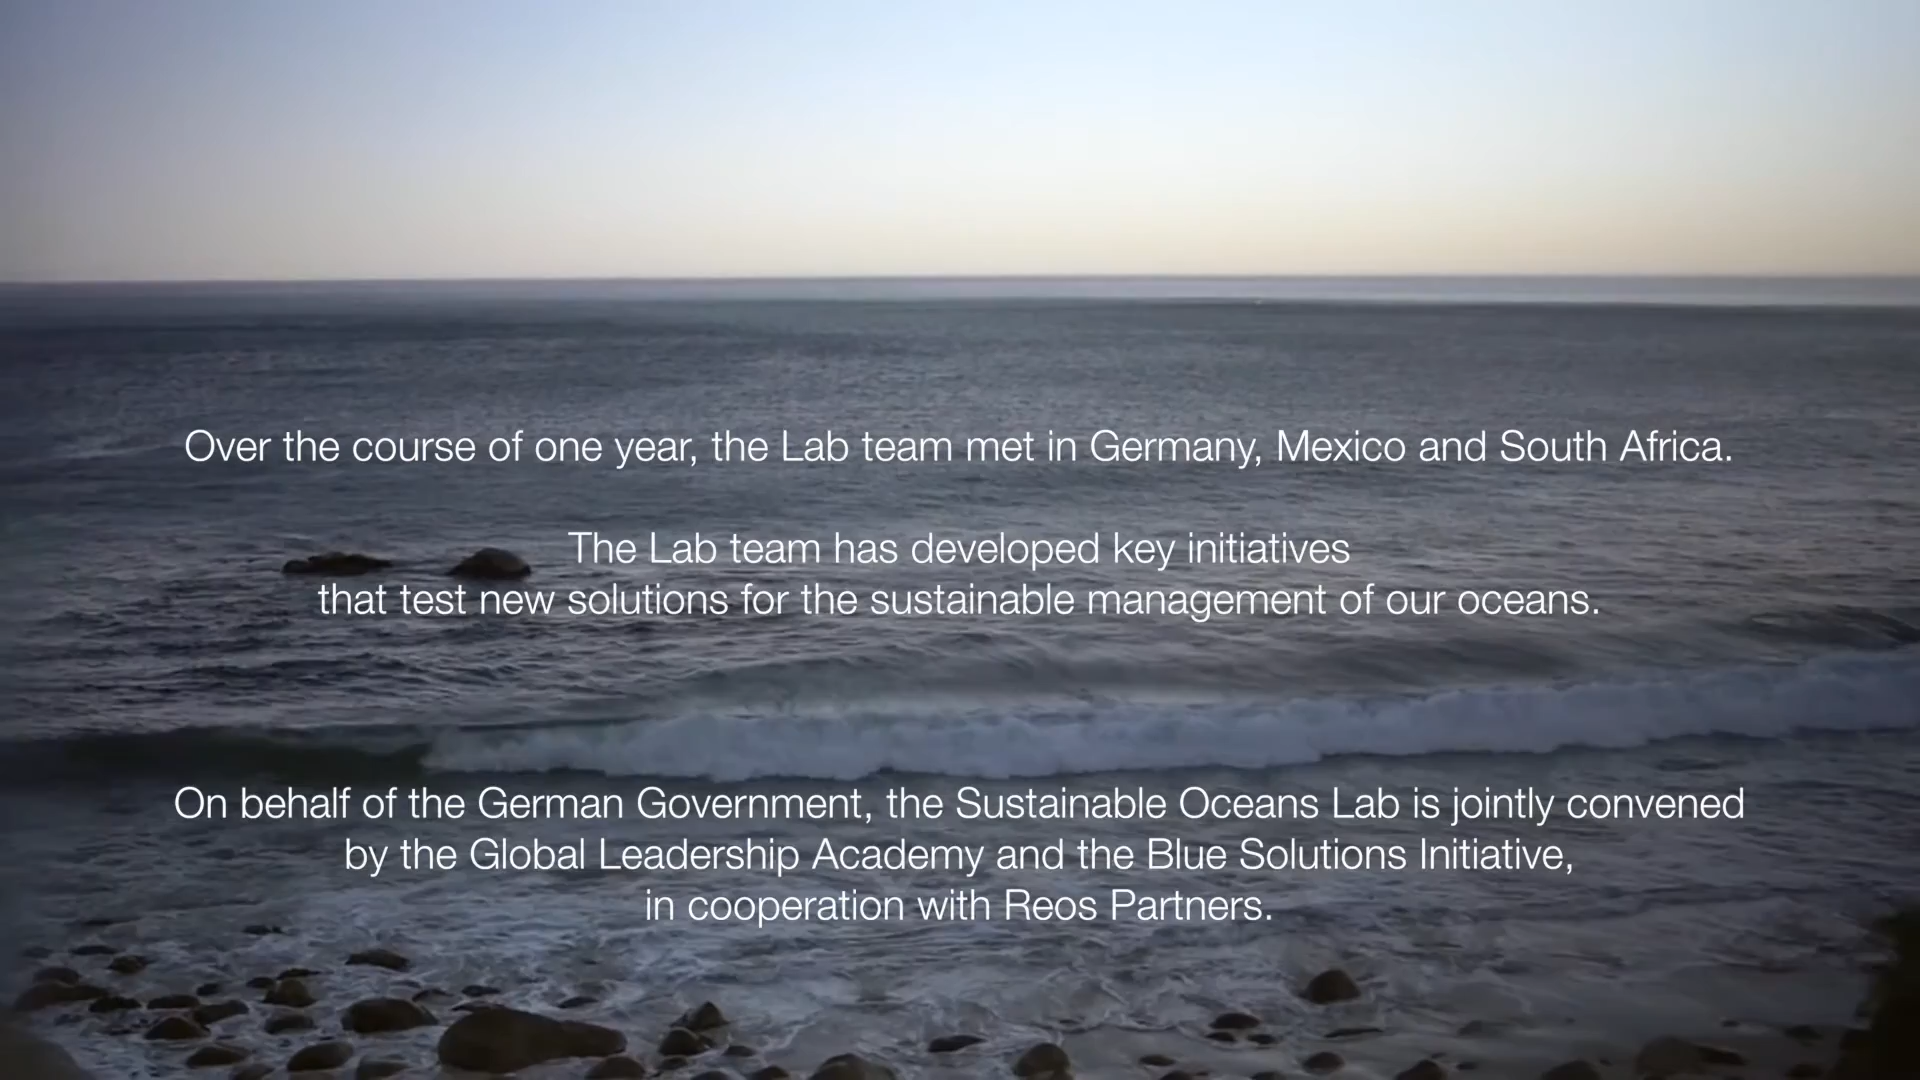 Over the course of one year, the Lab team met in Germany, Mexico and South Africa.
The Lab team has developed key initiatives
that test new solutions for the sustainable management of our oceans.
On behalf of the German Government, the Sustainable Oceans Lab is jointly convened
by the Global Leadership Academy and the Blue Solutions Initiative,
in cooperation with Reos Partners.